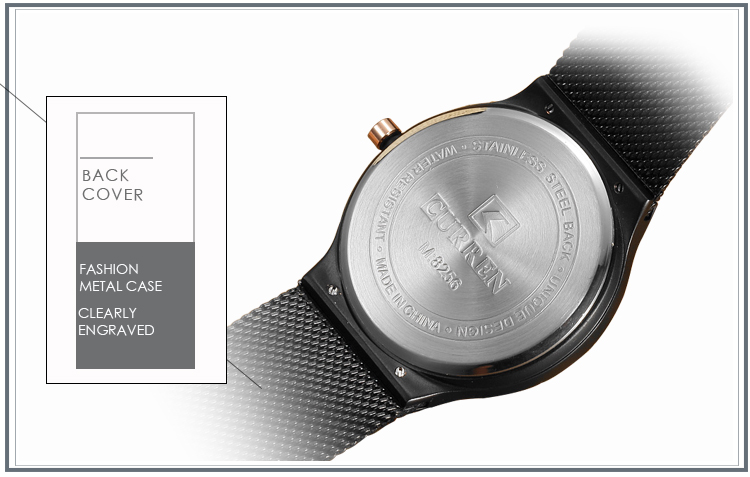 BACK
COVER
FASHION
METAL CASE
CLEARLY
ENGRAVED
CURREN
M 8256
STAINLESS STEEL BACK • UNIQUE DESIGN • MADE IN CHINA • WATER RESISTANT •